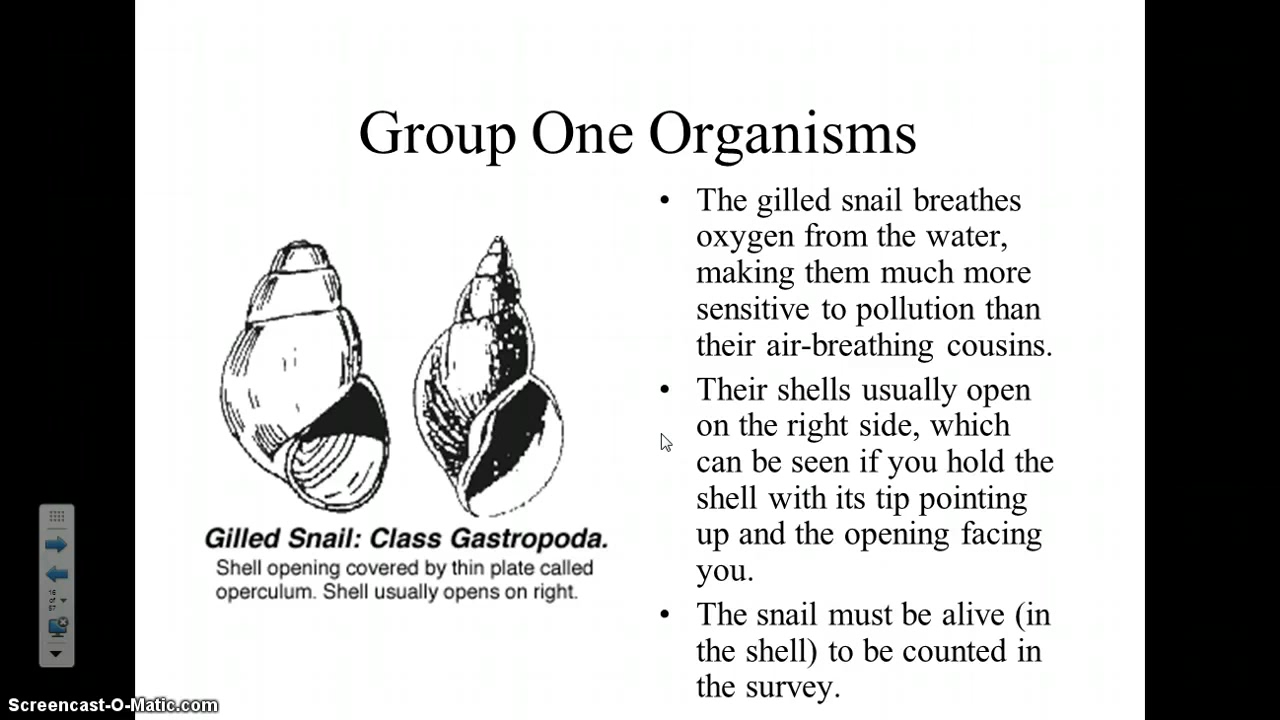 Group One Organisms
• The gilled snail breathes
oxygen from the water,
making them much more
sensitive to pollution than
their air-breathing cousins.
• Their shells usually open
on the right side, which
can be seen if you hold the
shell with its tip pointing
up and the opening facing
you.
• The snail must be alive (in
the shell) to be counted in
the survey.
Gilled Snail: Class Gastropoda.
Shell opening covered by thin plate called
operculum. Shell usually opens on right.
Screencast-O-Matic.com